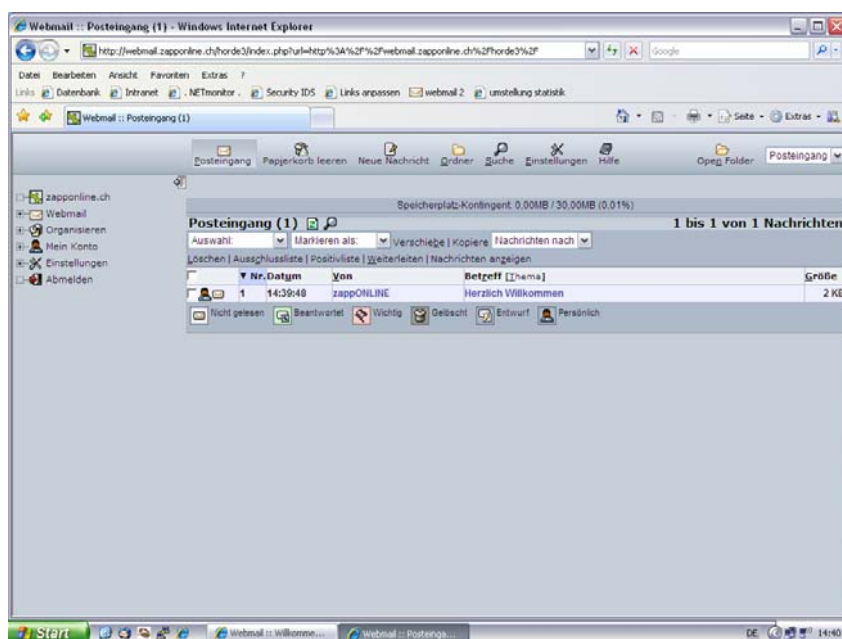 Webmail :: Posteingang (1) - Windows Internet Explorer
http://webmail.zapponline.ch/horde3/index.php?url=http%3A%2F%2Fwebmail.zapponline.ch%2Fhorde3%2F
Google
Datei Bearbeiten Ansicht Favoriten Extras ?
Links Datenbank Intranet .NETmonitor . Security IDS Links anpassen webmail 2 umstellung statistik
Webmail :: Posteingang (1) Seite Extras
Posteingang Papierkorb leeren Neue Nachricht Ordner Suche Einstellungen Hilfe Open Folder Posteingang
zapponline.ch
Webmail
Organisieren
Mein Konto
Einstellungen
Abmelden
Speicherplatz-Kontingent: 0.00MB / 30.00MB (0.01%)
Posteingang (1) 1 bis 1 von 1 Nachrichten
Auswahl: Markieren als: Verschiebe | Kopiere Nachrichten nach
Löschen | Ausschlussliste | Positivliste | Weiterleiten | Nachrichten anzeigen
Nr. Datum Von Betreff [Thema] Größe
1 14:39:48 zappONLINE Herzlich Willkommen 2 KB
Nicht gelesen Beantwortet Wichtig Gelöscht Entwurf Persönlich
Start Webmail :: Willkomme... Webmail :: Posteinga... DE 14:40